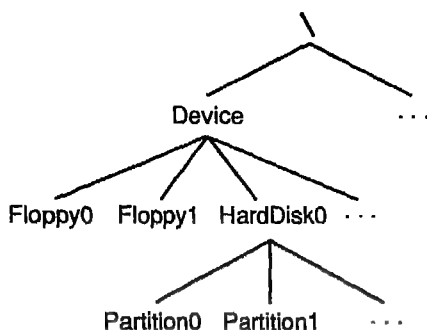 \
Device ...
Floppy0 Floppy1 HardDisk0 ...
Partition0 Partition1 ...